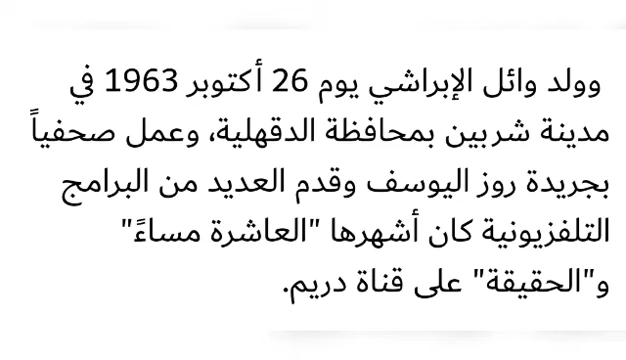 وولد وائل الإبراشي يوم 26 أكتوبر 1963 في
مدينة شربين بمحافظة الدقهلية، وعمل صحفياً
بجريدة روز اليوسف وقدم العديد من البرامج
التلفزيونية كان أشهرها "العاشرة مساءً"
و"الحقيقة" على قناة دريم.